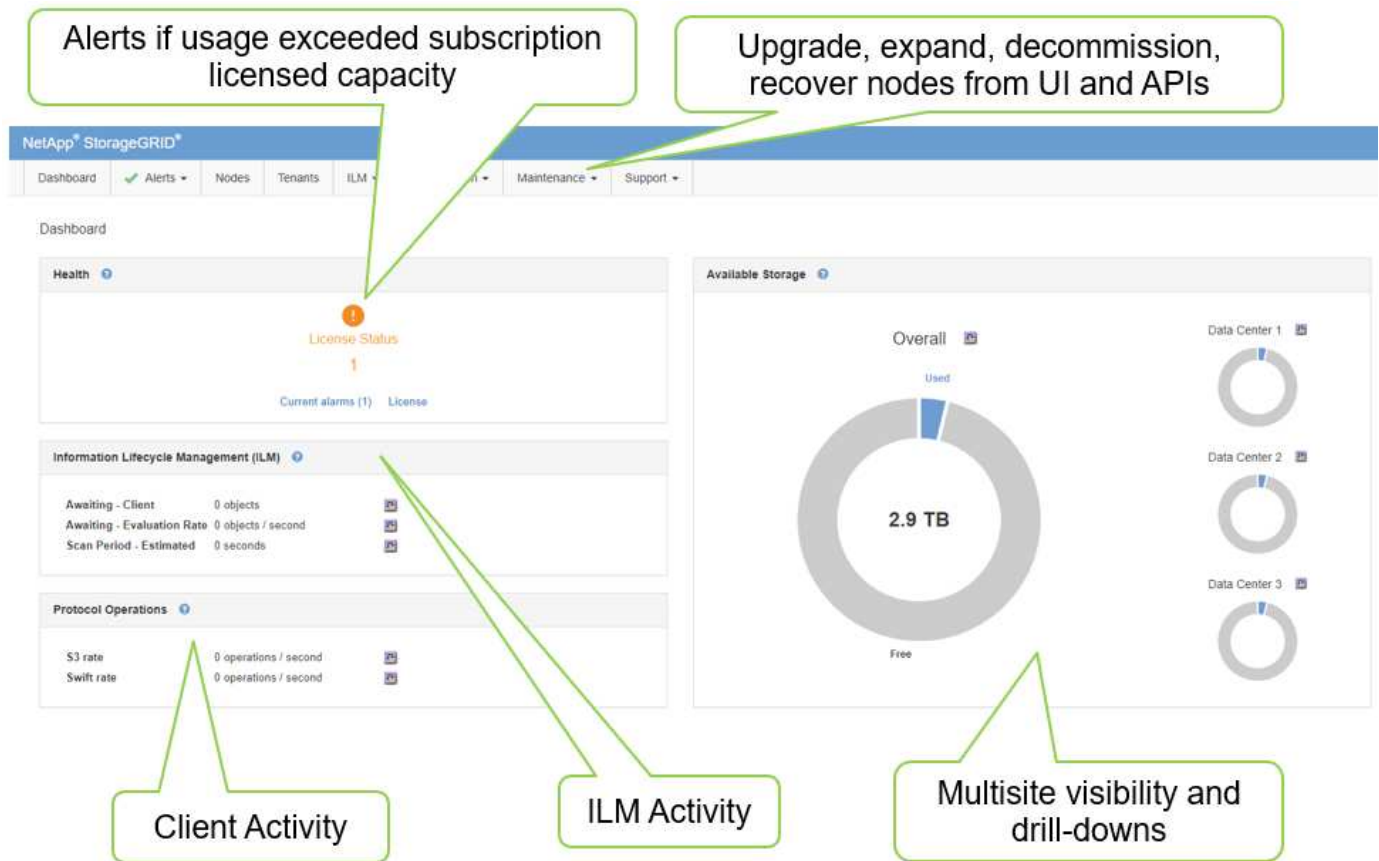 Alerts if usage exceeded subscription
licensed capacity
Upgrade, expand, decommission,
recover nodes from UI and APIs
NetApp® StorageGRID®
Dashboard Alerts Nodes Tenants ILM Maintenance Support
Dashboard
Health
License Status
1
Current alarms (1) License
Information Lifecycle Management (ILM)
Awaiting - Client 0 objects
Awaiting - Evaluation Rate 0 objects / second
Scan Period - Estimated 0 seconds
Protocol Operations
S3 rate 0 operations / second
Swift rate 0 operations / second
Available Storage
Overall
Used
2.9 TB
Free
Data Center 1
Data Center 2
Data Center 3
Client Activity
ILM Activity
Multisite visibility and
drill-downs